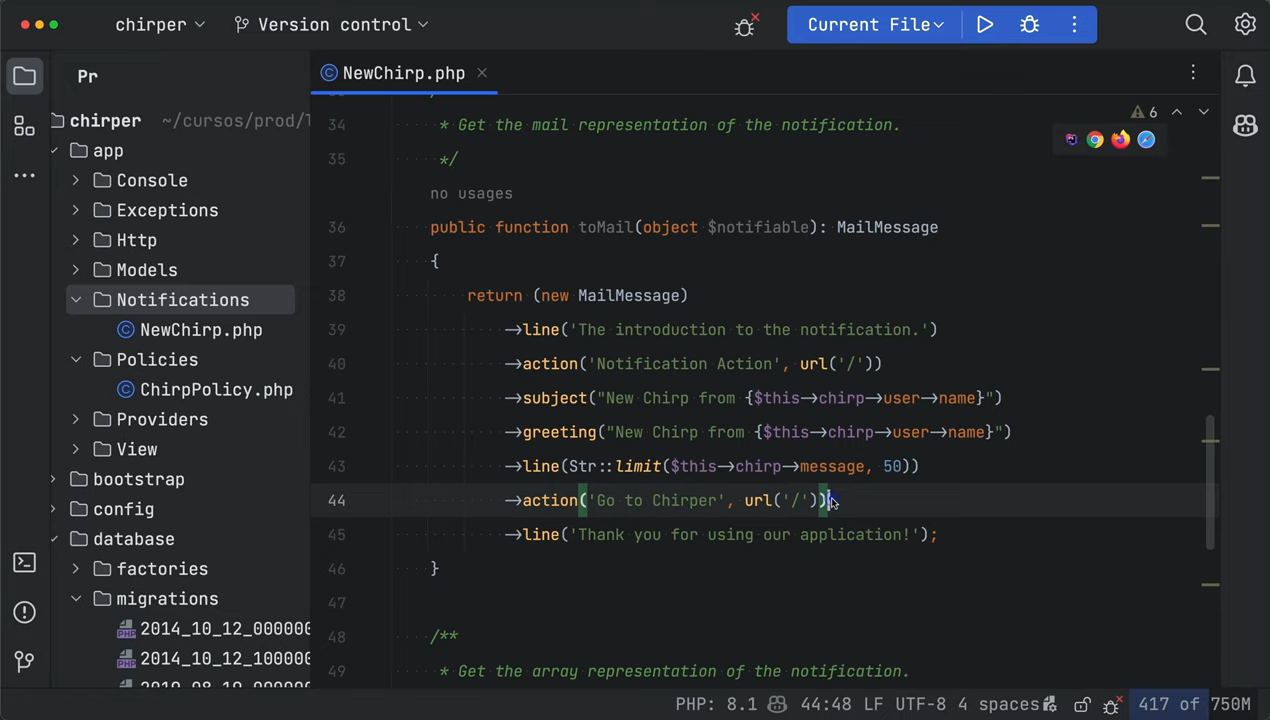 chirper
Version control
Current File
Pr
NewChirp.php
chirper ~/cursos/prod/
app
Console
Exceptions
Http
Models
Notifications
NewChirp.php
Policies
ChirpPolicy.php
Providers
View
bootstrap
config
database
factories
migrations
2014_10_12_000000
2014_10_12_100000
6
34 * Get the mail representation of the notification.
35 */
no usages
36 public function toMail(object $notifiable): MailMessage
37 {
38 return (new MailMessage)
39 ->line('The introduction to the notification.')
40 ->action('Notification Action', url('/'))
41 ->subject("New Chirp from {$this->chirp->user->name}")
42 ->greeting("New Chirp from {$this->chirp->user->name}")
43 ->line(Str::limit($this->chirp->message, 50))
44 ->action('Go to Chirper', url('/'))
45 ->line('Thank you for using our application!');
46 }
47
48 /**
49 * Get the array representation of the notification.
PHP: 8.1 44:48 LF UTF-8 4 spaces 417 of 750M